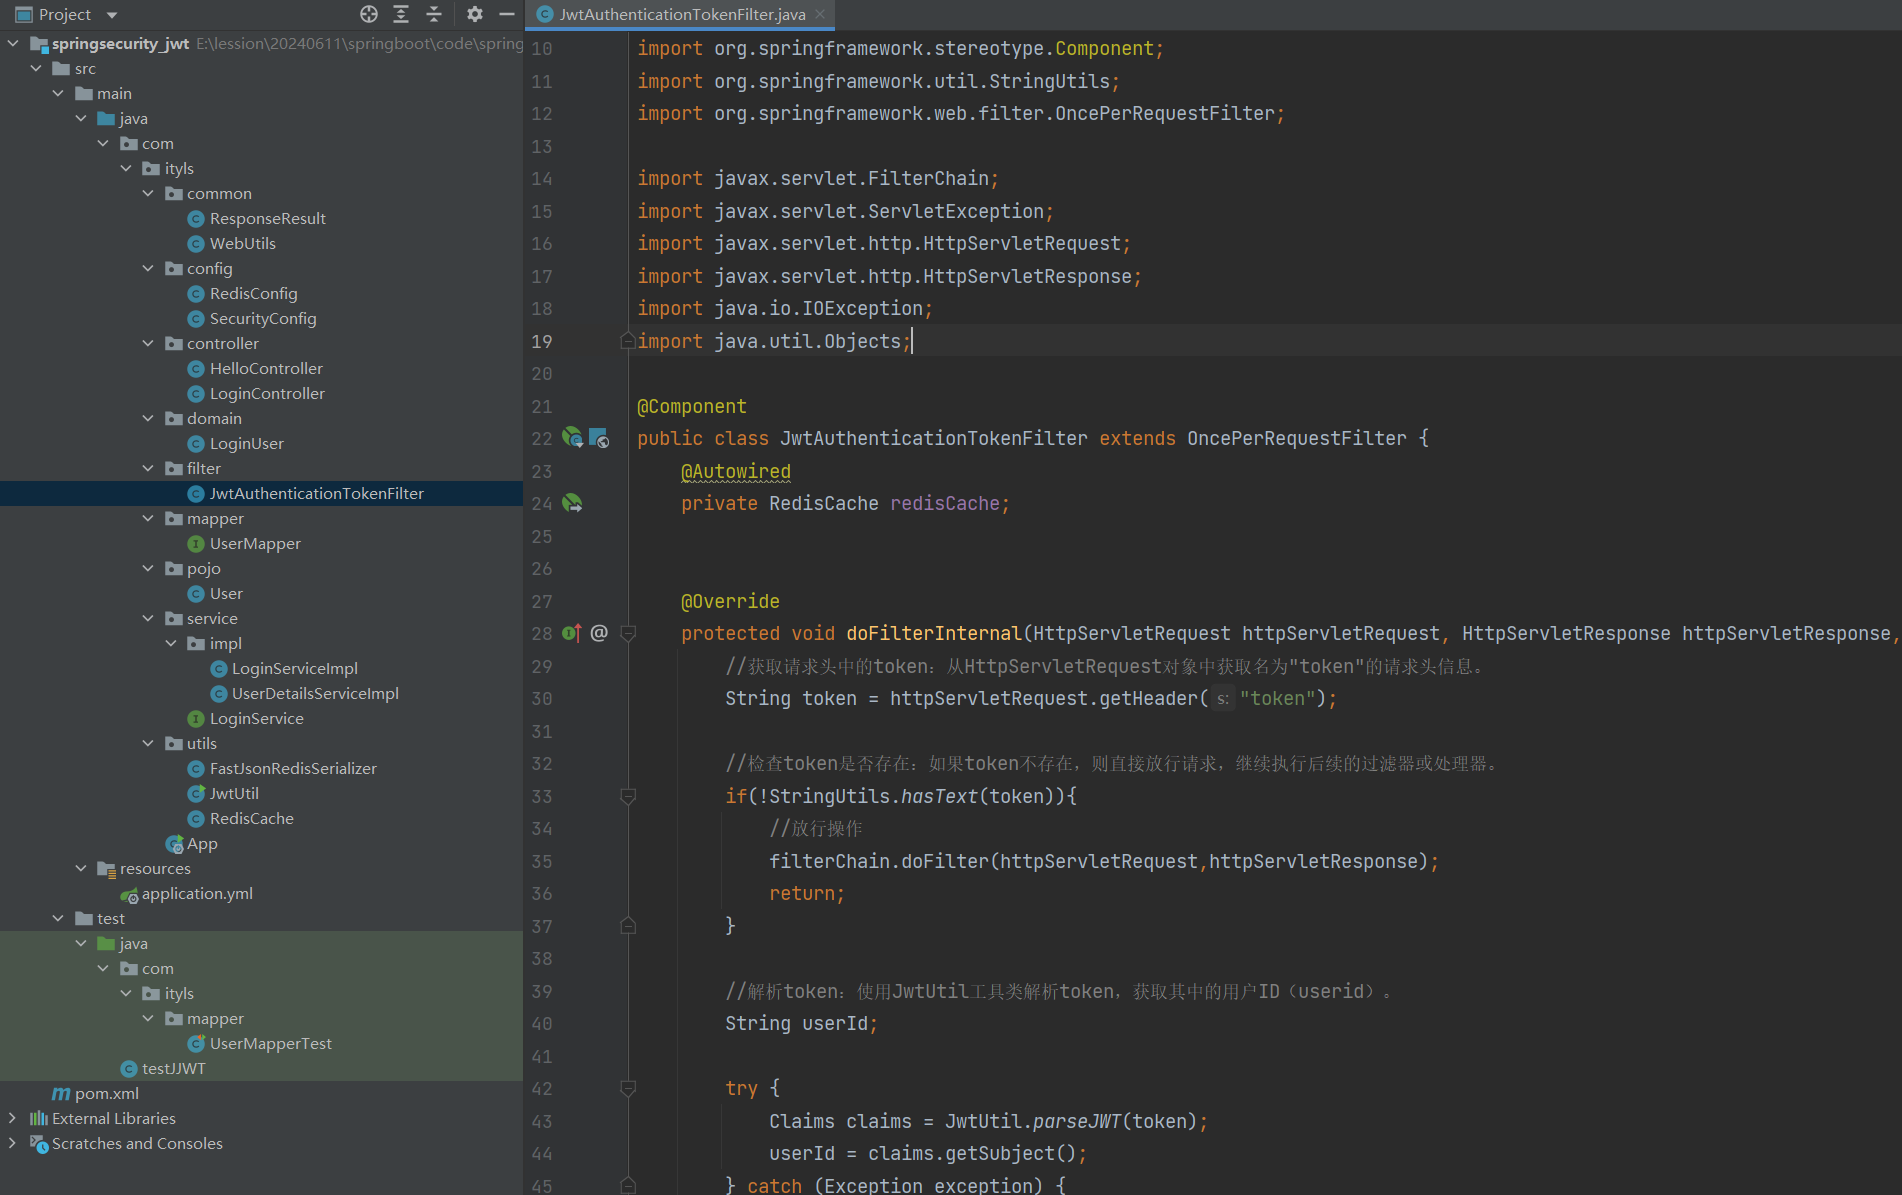 Project
springsecurity_jwt E:\lession\20240611\springboot\code\spring
src
main
java
com
ityls
common
ResponseResult
WebUtils
config
RedisConfig
SecurityConfig
controller
HelloController
LoginController
domain
LoginUser
filter
JwtAuthenticationTokenFilter
mapper
UserMapper
pojo
User
service
impl
LoginServiceImpl
UserDetailsServiceImpl
LoginService
utils
FastJsonRedisSerializer
JwtUtil
RedisCache
App
resources
application.yml
test
java
com
ityls
mapper
UserMapperTest
testJJWT
pom.xml
External Libraries
Scratches and Consoles
JwtAuthenticationTokenFilter.java
10 import org.springframework.stereotype.Component;
11 import org.springframework.util.StringUtils;
12 import org.springframework.web.filter.OncePerRequestFilter;
13
14 import javax.servlet.FilterChain;
15 import javax.servlet.ServletException;
16 import javax.servlet.http.HttpServletRequest;
17 import javax.servlet.http.HttpServletResponse;
18 import java.io.IOException;
19 import java.util.Objects;
20
21 @Component
22 public class JwtAuthenticationTokenFilter extends OncePerRequestFilter {
23 @Autowired
24 private RedisCache redisCache;
25
26
27 @Override
28 @ protected void doFilterInternal(HttpServletRequest httpServletRequest, HttpServletResponse httpServletResponse,
29 //获取请求头中的token：从HttpServletRequest对象中获取名为"token"的请求头信息。
30 String token = httpServletRequest.getHeader( s: "token");
31
32 //检查token是否存在：如果token不存在，则直接放行请求，继续执行后续的过滤器或处理器。
33 if(!StringUtils.hasText(token)){
34 //放行操作
35 filterChain.doFilter(httpServletRequest,httpServletResponse);
36 return;
37 }
38
39 //解析token：使用JwtUtil工具类解析token，获取其中的用户ID（userid）。
40 String userId;
41
42 try {
43 Claims claims = JwtUtil.parseJWT(token);
44 userId = claims.getSubject();
45 } catch (Exception exception) {